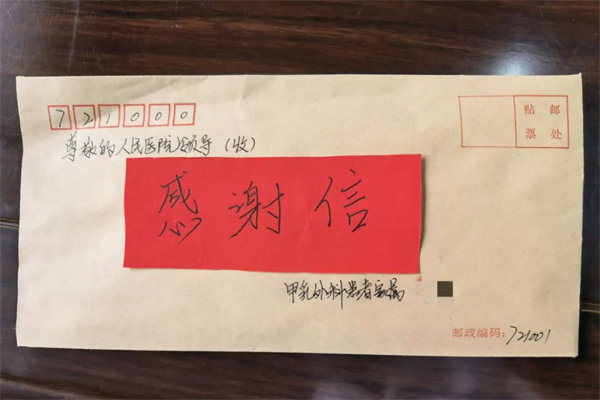 721000
贴邮
票处
尊敬的人民医院领导（收）
感谢信
甲乳外科患者家属
邮政编码：721001